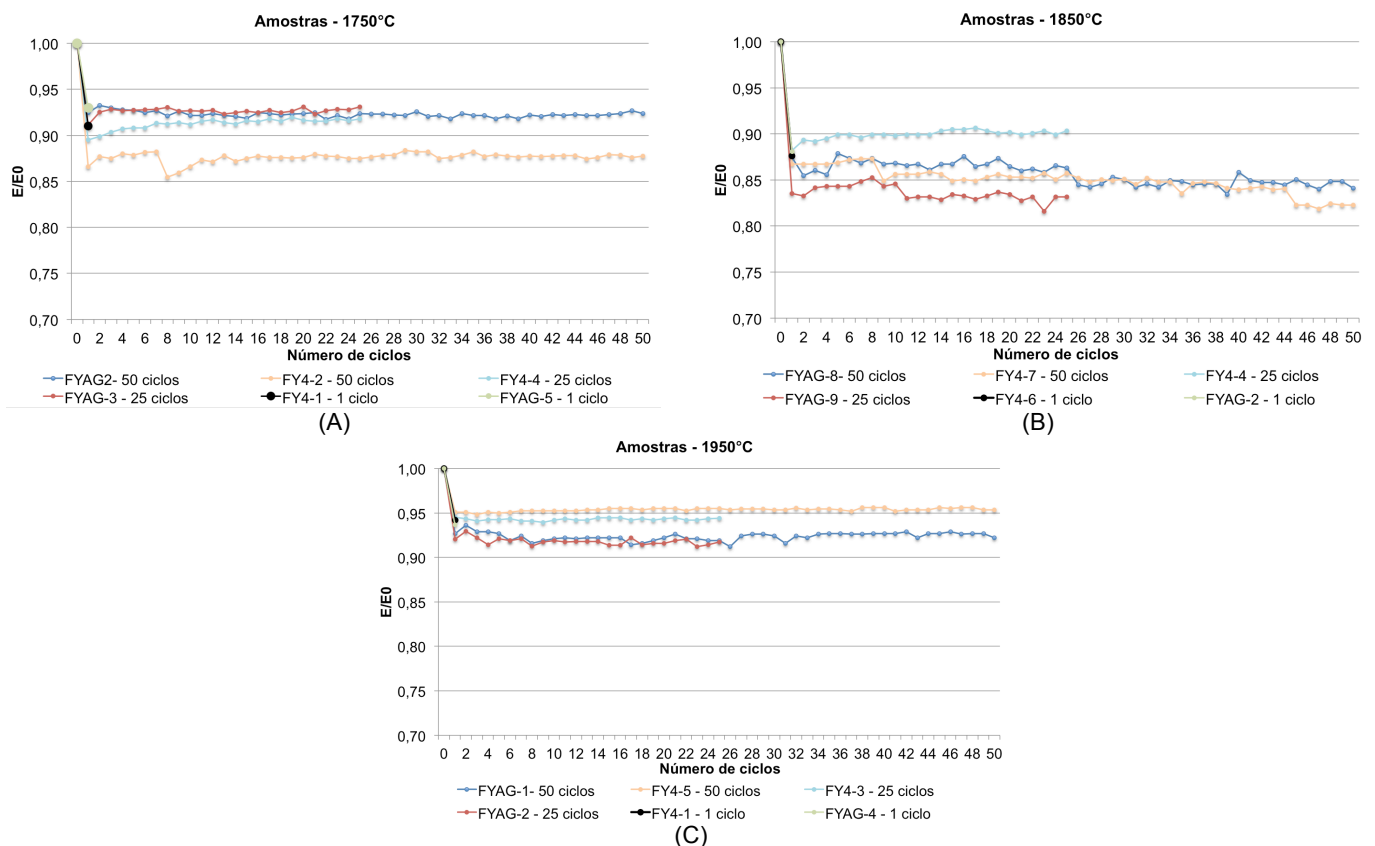 Amostras - 1750°C
1,00
0,95
0,90
0,85
0,80
0,75
0,70
E/E0
0 2 4 6 8 10 12 14 16 18 20 22 24 26 28 30 32 34 36 38 40 42 44 46 48 50
Número de ciclos
FYAG2- 50 ciclos FY4-2 - 50 ciclos FY4-4 - 25 ciclos
FYAG-3 - 25 ciclos FY4-1 - 1 ciclo FYAG-5 - 1 ciclo
(A)
Amostras - 1850°C
1,00
0,95
0,90
0,85
0,80
0,75
0,70
E/E0
0 2 4 6 8 10 12 14 16 18 20 22 24 26 28 30 32 34 36 38 40 42 44 46 48 50
Número de ciclos
FYAG-8- 50 ciclos FY4-7 - 50 ciclos FY4-4 - 25 ciclos
FYAG-9 - 25 ciclos FY4-6 - 1 ciclo FYAG-2 - 1 ciclo
(B)
Amostras - 1950°C
1,00
0,95
0,90
0,85
0,80
0,75
0,70
E/E0
0 2 4 6 8 10 12 14 16 18 20 22 24 26 28 30 32 34 36 38 40 42 44 46 48 50
Número de ciclos
FYAG-1- 50 ciclos FY4-5 - 50 ciclos FY4-3 - 25 ciclos
FYAG-2 - 25 ciclos FY4-1 - 1 ciclo FYAG-4 - 1 ciclo
(C)